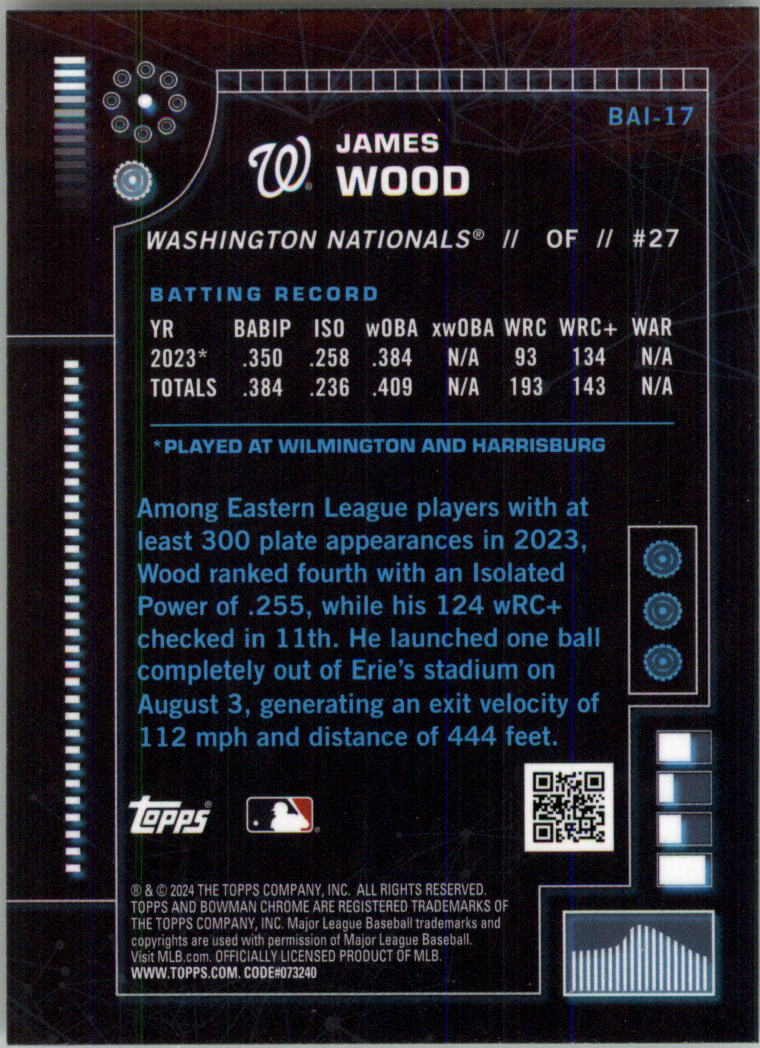 BAI-17
W®
JAMES
WOOD
WASHINGTON NATIONALS® // OF // #27
BATTING RECORD
YR BABIP ISO wOBA xwOBA WRC WRC+ WAR
2023* .350 .258 .384 N/A 93 134 N/A
TOTALS .384 .236 .409 N/A 193 143 N/A
*PLAYED AT WILMINGTON AND HARRISBURG
Among Eastern League players with at
least 300 plate appearances in 2023,
Wood ranked fourth with an Isolated
Power of .255, while his 124 wRC+
checked in 11th. He launched one ball
completely out of Erie's stadium on
August 3, generating an exit velocity of
112 mph and distance of 444 feet.
topps®
® & © 2024 THE TOPPS COMPANY, INC. ALL RIGHTS RESERVED.
TOPPS AND BOWMAN CHROME ARE REGISTERED TRADEMARKS OF
THE TOPPS COMPANY, INC. Major League Baseball trademarks and
copyrights are used with permission of Major League Baseball.
Visit MLB.com. OFFICIALLY LICENSED PRODUCT OF MLB.
WWW.TOPPS.COM. CODE#073240